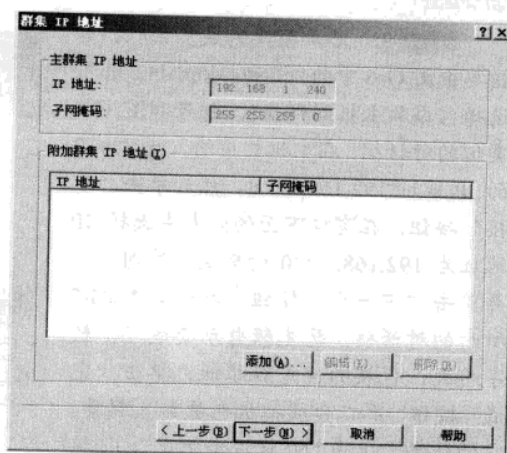 群集 IP 地址
? ×
主群集 IP 地址
IP 地址:
192 168 1 240
子网掩码:
255 255 255 0
附加群集 IP 地址(I)
IP 地址 子网掩码
添加(A)... 编辑(E)... 删除(R)
< 上一步(B) 下一步(N) > 取消 帮助